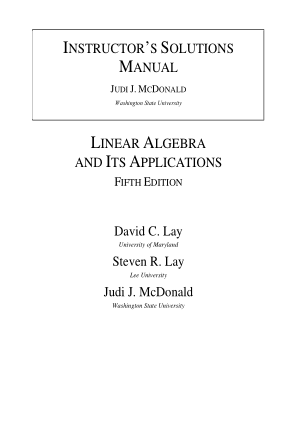 INSTRUCTOR'S SOLUTIONS
MANUAL
JUDI J. MCDONALD
Washington State University
LINEAR ALGEBRA
AND ITS APPLICATIONS
FIFTH EDITION
David C. Lay
University of Maryland
Steven R. Lay
Lee University
Judi J. McDonald
Washington State University